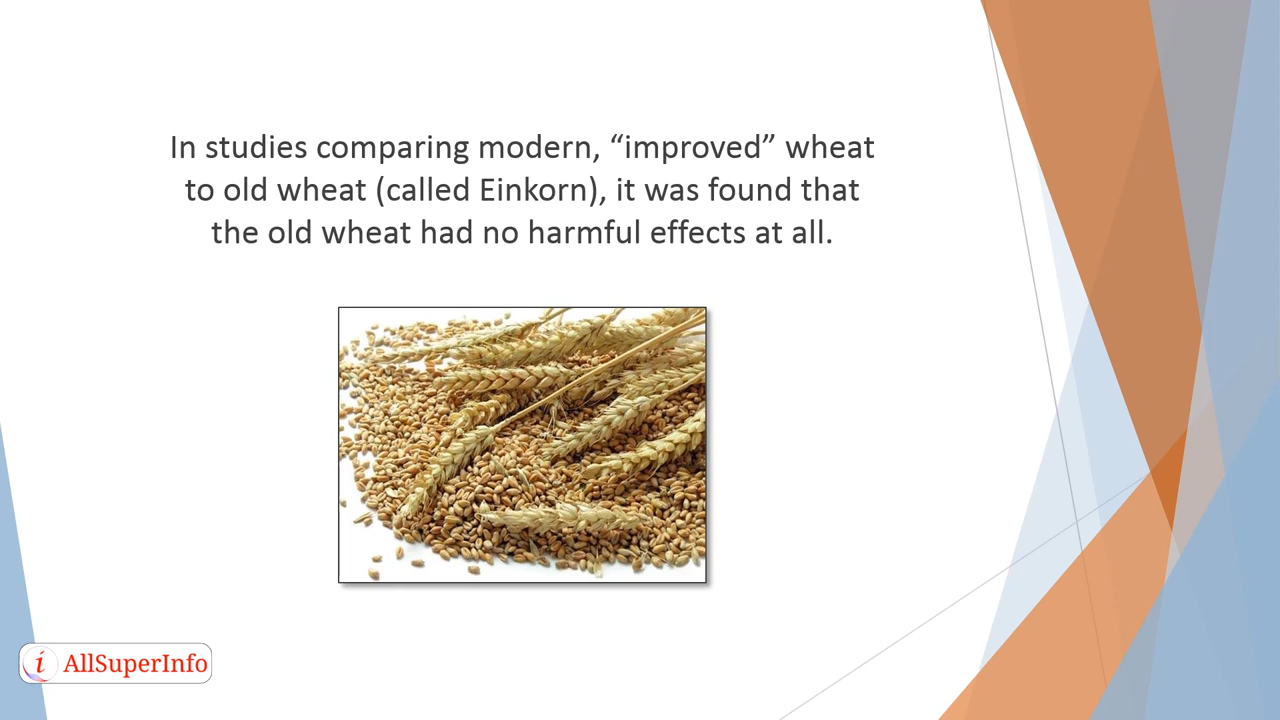 In studies comparing modern, “improved” wheat
to old wheat (called Einkorn), it was found that
the old wheat had no harmful effects at all.
i AllSuperInfo